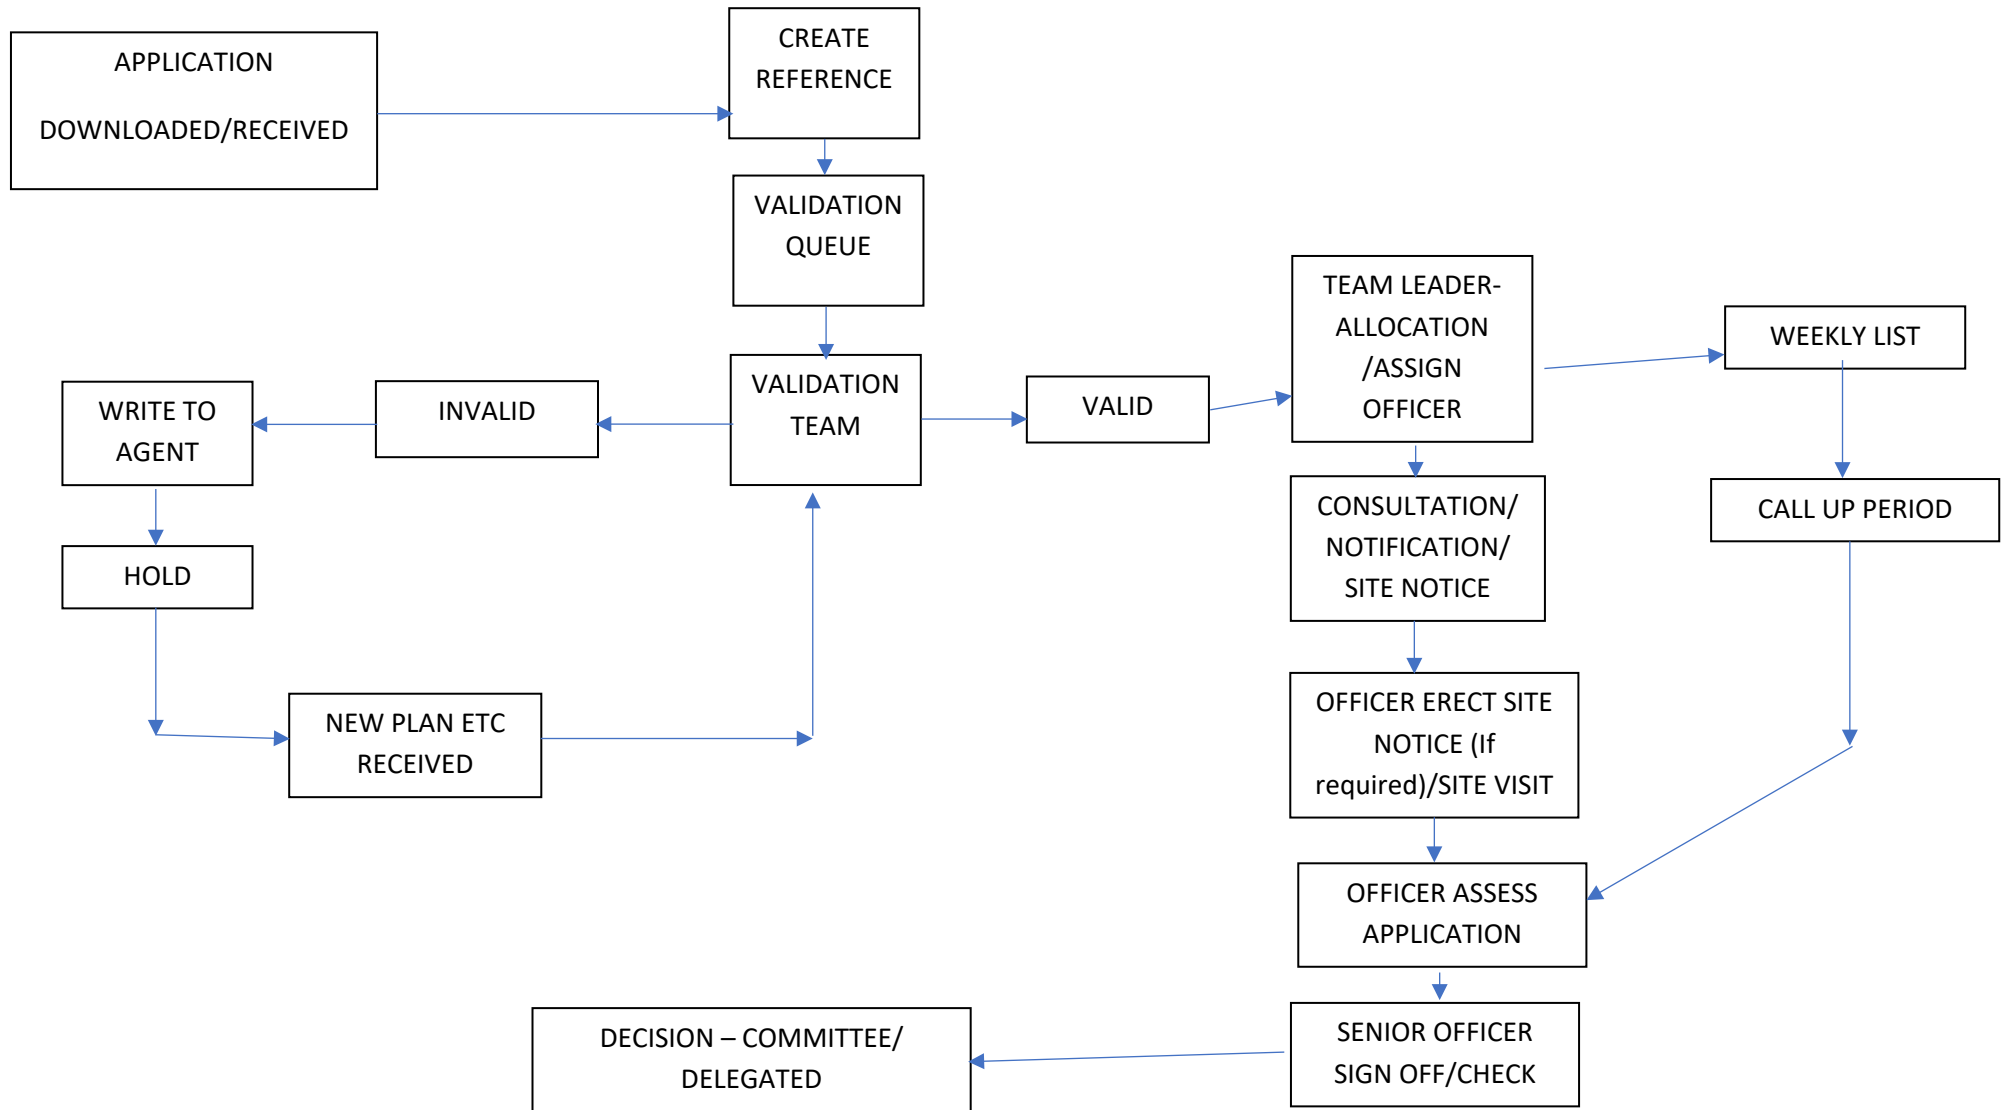 APPLICATION
DOWNLOADED/RECEIVED
CREATE
REFERENCE
VALIDATION
QUEUE
VALIDATION
TEAM
INVALID
WRITE TO
AGENT
HOLD
NEW PLAN ETC
RECEIVED
VALID
TEAM LEADER-
ALLOCATION
/ASSIGN
OFFICER
WEEKLY LIST
CALL UP PERIOD
CONSULTATION/
NOTIFICATION/
SITE NOTICE
OFFICER ERECT SITE
NOTICE (If
required)/SITE VISIT
OFFICER ASSESS
APPLICATION
SENIOR OFFICER
SIGN OFF/CHECK
DECISION – COMMITTEE/
DELEGATED